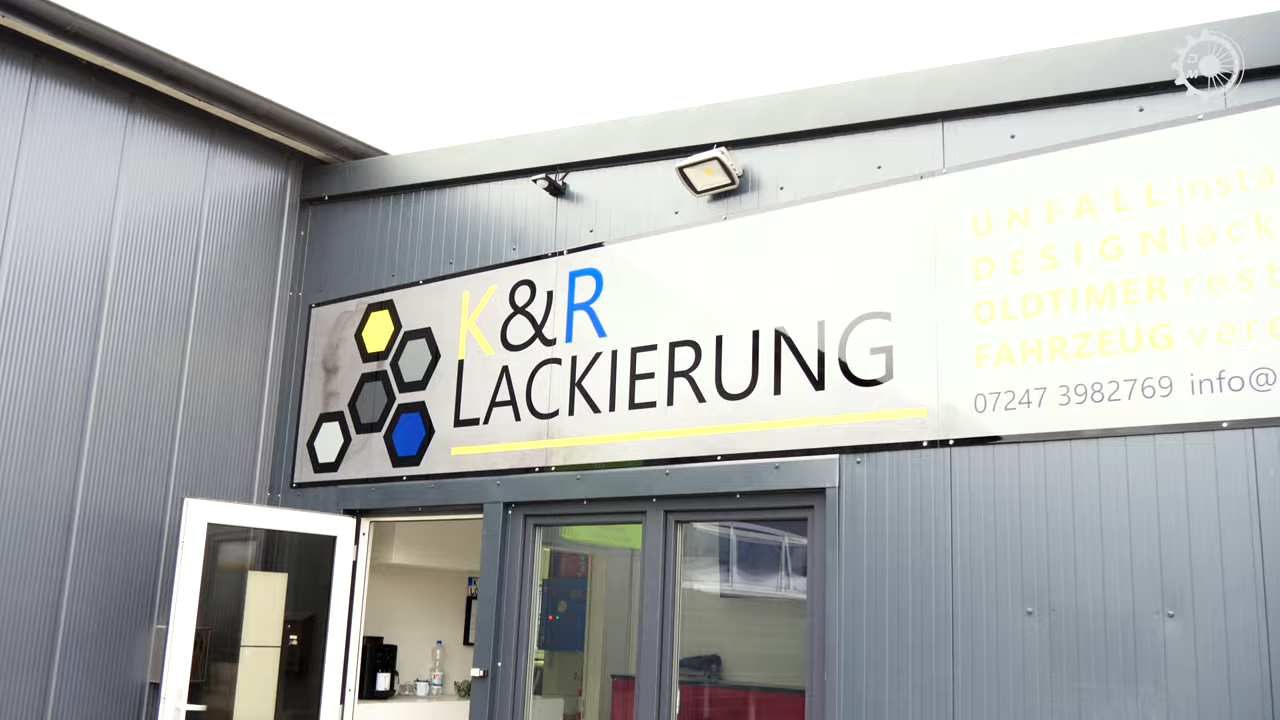 K&R
LACKIERUNG
UNFALLinsta
DESIGNlack
OLDTIMER rest
FAHRZEUG vere
07247 3982769 info@
D
M